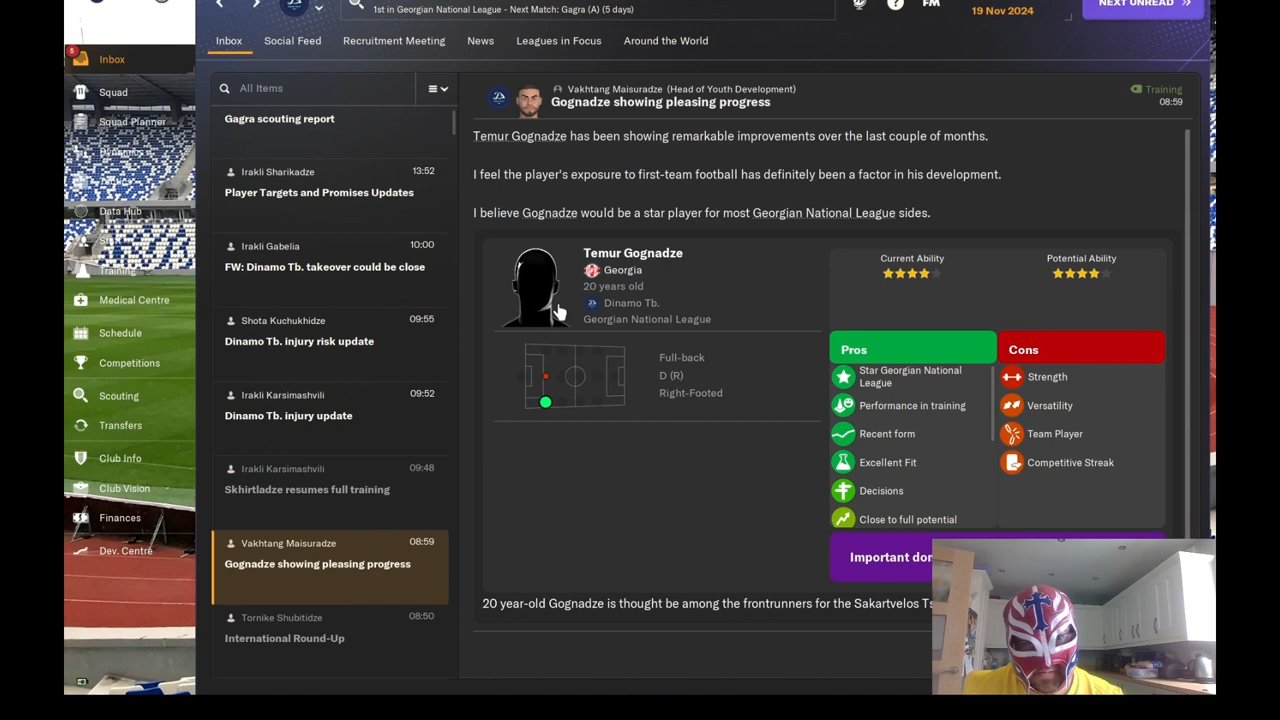 1st in Georgian National League - Next Match: Gagra (A) (5 days)
FM
19 Nov 2024
NEXT UNREAD
Inbox
Social Feed
Recruitment Meeting
News
Leagues in Focus
Around the World
5
Inbox
Squad
Squad Planner
Dynamics
Data Hub
Training
Medical Centre
Schedule
Competitions
Scouting
Transfers
Club Info
Club Vision
Finances
Dev. Centre
All Items
Gagra scouting report
Irakli Sharikadze 13:52
Player Targets and Promises Updates
Irakli Gabelia 10:00
FW: Dinamo Tb. takeover could be close
Shota Kuchukhidze 09:55
Dinamo Tb. injury risk update
Irakli Karsimashvili 09:52
Dinamo Tb. injury update
Irakli Karsimashvili 09:48
Skhirtladze resumes full training
Vakhtang Maisuradze 08:59
Gognadze showing pleasing progress
Tornike Shubitidze 08:50
International Round-Up
Vakhtang Maisuradze (Head of Youth Development)
Gognadze showing pleasing progress
Training
08:59
Temur Gognadze has been showing remarkable improvements over the last couple of months.
I feel the player's exposure to first-team football has definitely been a factor in his development.
I believe Gognadze would be a star player for most Georgian National League sides.
Temur Gognadze
Georgia
20 years old
Dinamo Tb.
Georgian National League
Full-back
D (R)
Right-Footed
Current Ability
Potential Ability
Pros
Star Georgian National
League
Performance in training
Recent form
Excellent Fit
Decisions
Close to full potential
Cons
Strength
Versatility
Team Player
Competitive Streak
Important
20 year-old Gognadze is thought be among the frontrunners for the Sakartvelos